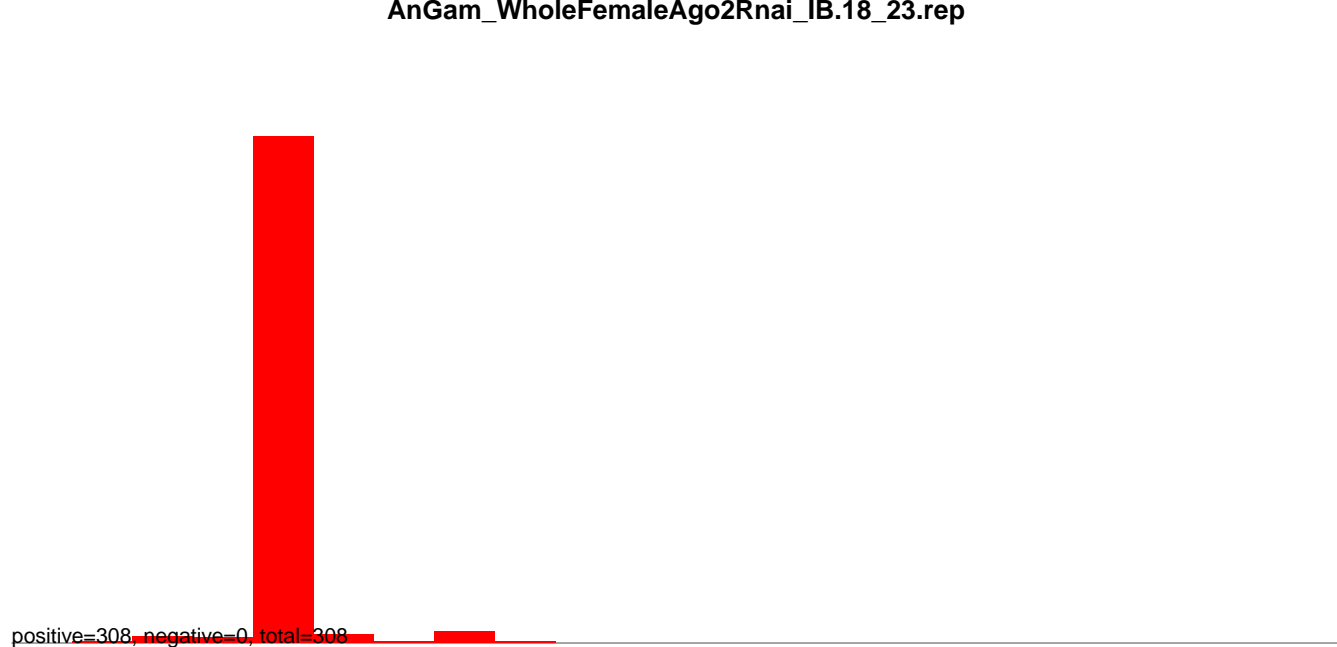 AnGam_WholeFemaleAgo2Rnai_IB.18_23.rep
positive=308, negative=0, total=308